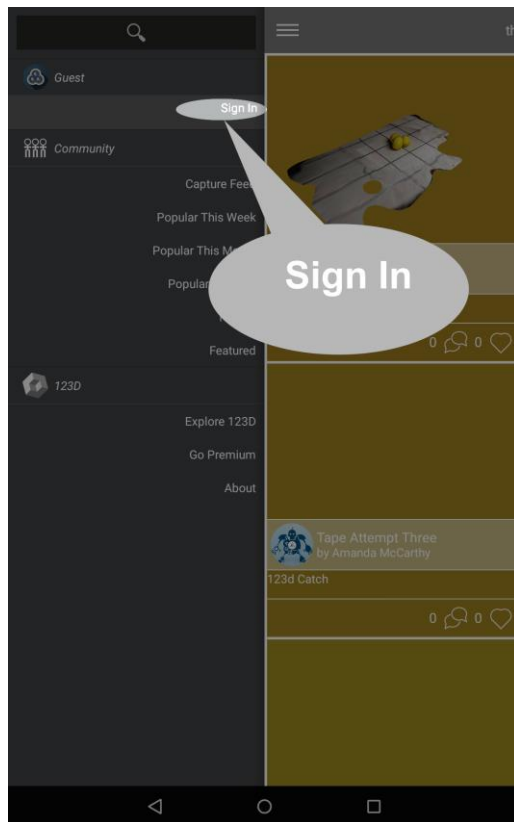 th
Guest
Sign In
Community
Capture Fee
Popular This Week
Popular This M
Sign In
Popular
0 0
Featured
123D
Explore 123D
Go Premium
About
Tape Attempt Three
by Amanda McCarthy
123d Catch
0 0